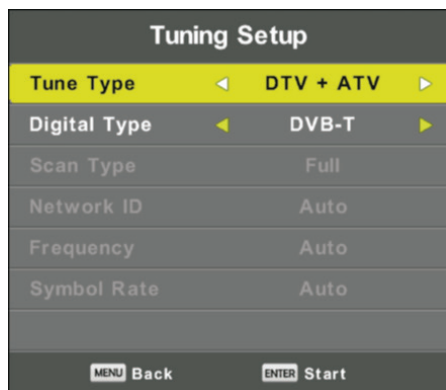 Tuning Setup
Tune Type DTV + ATV
Digital Type DVB-T
Scan Type Full
Network ID Auto
Frequency Auto
Symbol Rate Auto
MENU Back ENTER Start